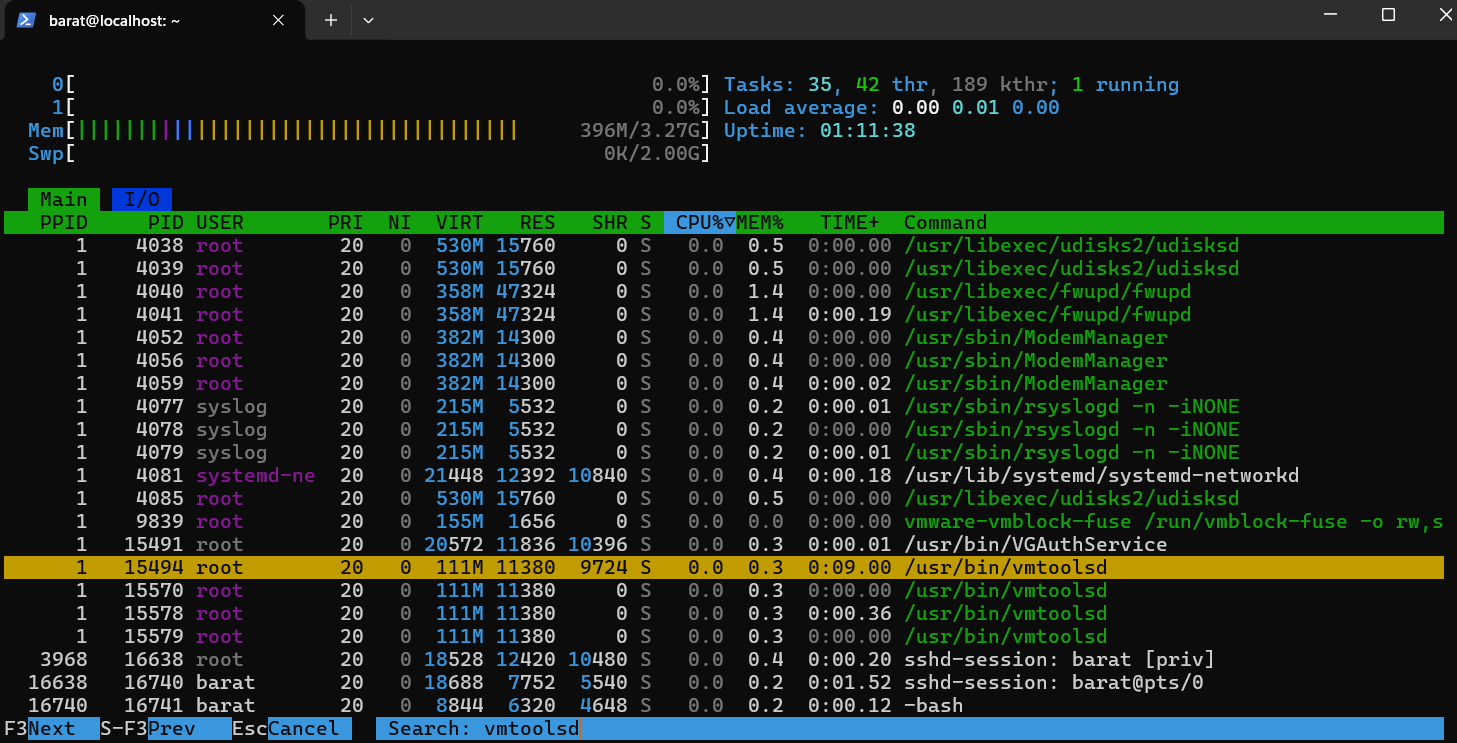 barat@localhost: ~
0[ 0.0%] Tasks: 35, 42 thr, 189 kthr; 1 running
1[ 0.0%] Load average: 0.00 0.01 0.00
Mem[||||||||||||||||||||||||||||||||||||| 396M/3.27G] Uptime: 01:11:38
Swp[ 0K/2.00G]
Main I/O
PPID PID USER PRI NI VIRT RES SHR S CPU%▽MEM% TIME+ Command
1 4038 root 20 0 530M 15760 0 S 0.0 0.5 0:00.00 /usr/libexec/udisks2/udisksd
1 4039 root 20 0 530M 15760 0 S 0.0 0.5 0:00.00 /usr/libexec/udisks2/udisksd
1 4040 root 20 0 358M 47324 0 S 0.0 1.4 0:00.00 /usr/libexec/fwupd/fwupd
1 4041 root 20 0 358M 47324 0 S 0.0 1.4 0:00.19 /usr/libexec/fwupd/fwupd
1 4052 root 20 0 382M 14300 0 S 0.0 0.4 0:00.00 /usr/sbin/ModemManager
1 4056 root 20 0 382M 14300 0 S 0.0 0.4 0:00.00 /usr/sbin/ModemManager
1 4059 root 20 0 382M 14300 0 S 0.0 0.4 0:00.02 /usr/sbin/ModemManager
1 4077 syslog 20 0 215M 5532 0 S 0.0 0.2 0:00.01 /usr/sbin/rsyslogd -n -iNONE
1 4078 syslog 20 0 215M 5532 0 S 0.0 0.2 0:00.00 /usr/sbin/rsyslogd -n -iNONE
1 4079 syslog 20 0 215M 5532 0 S 0.0 0.2 0:00.01 /usr/sbin/rsyslogd -n -iNONE
1 4081 systemd-ne 20 0 21448 12392 10840 S 0.0 0.4 0:00.18 /usr/lib/systemd/systemd-networkd
1 4085 root 20 0 530M 15760 0 S 0.0 0.5 0:00.00 /usr/libexec/udisks2/udisksd
1 9839 root 20 0 155M 1656 0 S 0.0 0.0 0:00.00 vmware-vmblock-fuse /run/vmblock-fuse -o rw,s
1 15491 root 20 0 20572 11836 10396 S 0.0 0.3 0:00.01 /usr/bin/VGAuthService
1 15494 root 20 0 111M 11380 9724 S 0.0 0.3 0:09.00 /usr/bin/vmtoolsd
1 15570 root 20 0 111M 11380 0 S 0.0 0.3 0:00.00 /usr/bin/vmtoolsd
1 15578 root 20 0 111M 11380 0 S 0.0 0.3 0:00.36 /usr/bin/vmtoolsd
1 15579 root 20 0 111M 11380 0 S 0.0 0.3 0:00.00 /usr/bin/vmtoolsd
3968 16638 root 20 0 18528 12420 10480 S 0.0 0.4 0:00.20 sshd-session: barat [priv]
16638 16740 barat 20 0 18688 7752 5540 S 0.0 0.2 0:01.52 sshd-session: barat@pts/0
16740 16741 barat 20 0 8844 6320 4648 S 0.0 0.2 0:00.12 -bash
F3Next S-F3Prev EscCancel Search: vmtoolsd